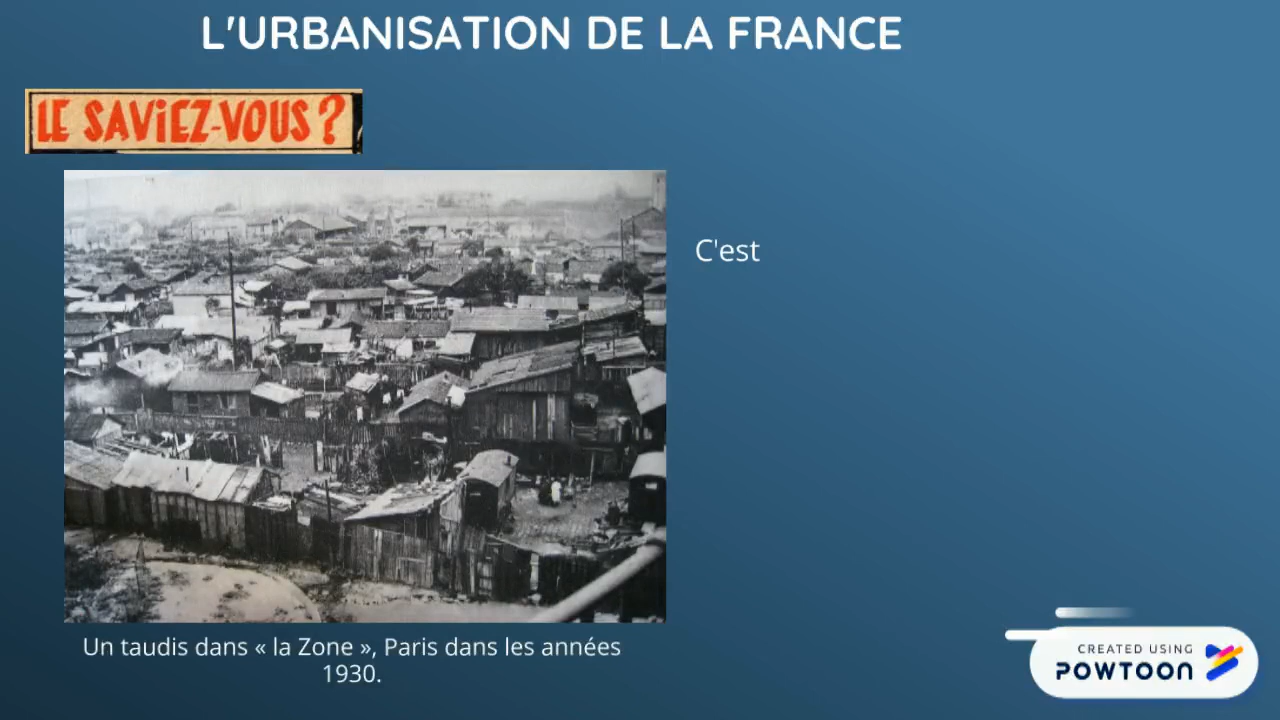 L'URBANISATION DE LA FRANCE
LE SAVIEZ-VOUS ?
C'est
Un taudis dans « la Zone », Paris dans les années
1930.
CREATED USING
POWTOON